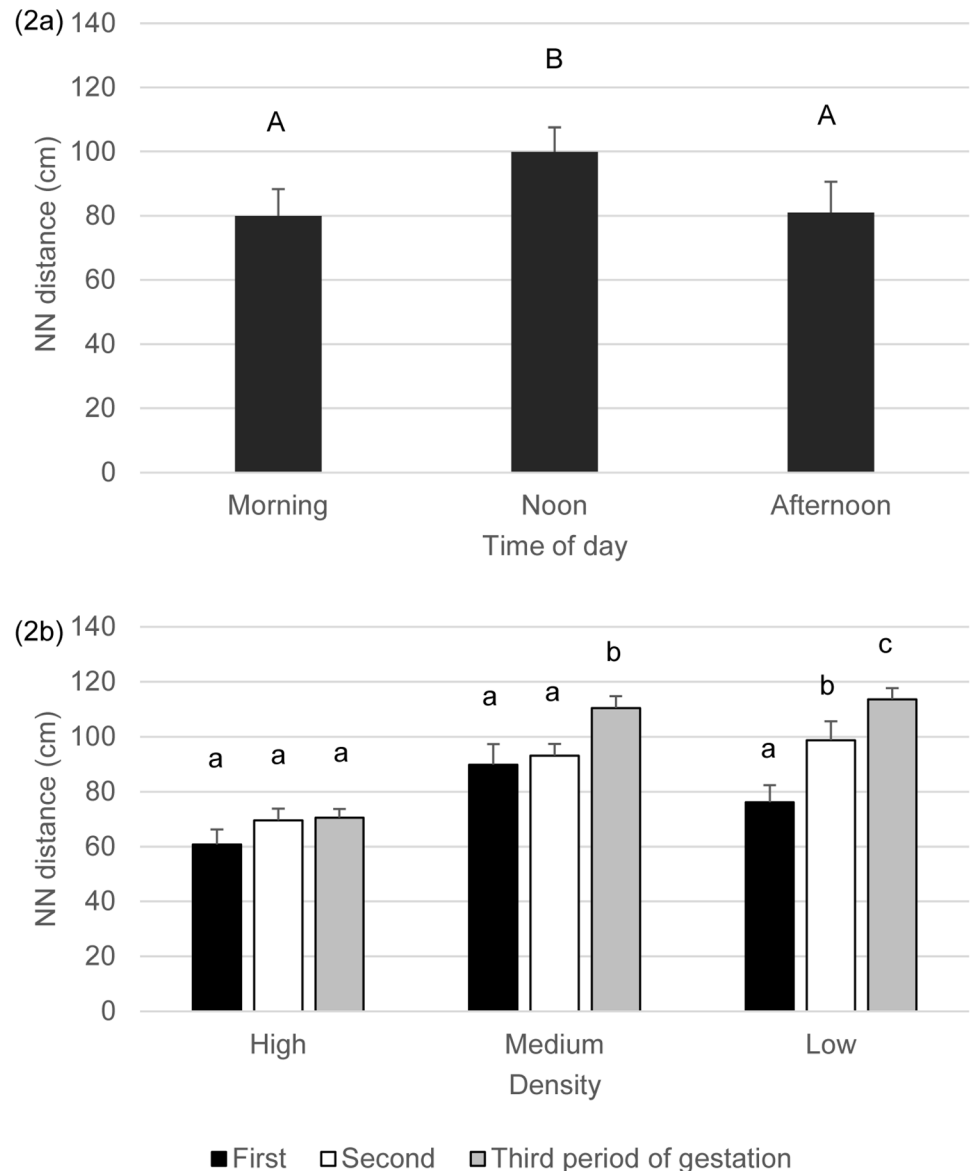 (2a)
140
120
100
80
60
40
20
0
NN distance (cm)
A
B
A
Morning Noon Afternoon
Time of day
(2b)
140
120
100
80
60
40
20
0
NN distance (cm)
a a a a a b a b c
High Medium Low
Density
First Second Third period of gestation